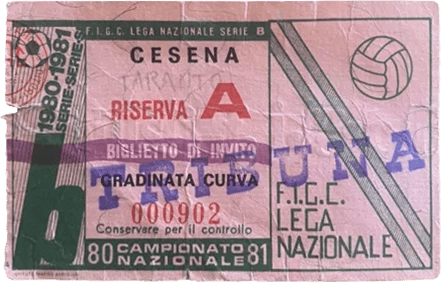 F.I.G.C. LEGA NAZIONALE SERIE B
CESENA
TARANTO
RISERVA A
BIGLIETTO DI INVITO
TRIBUNA
GRADINATA CURVA
000902
Conservare per il controllo
80 CAMPIONATO NAZIONALE 81
1980-1981
SERIE-SERIE-S
b
F.I.G.C.
LEGA
NAZIONALE